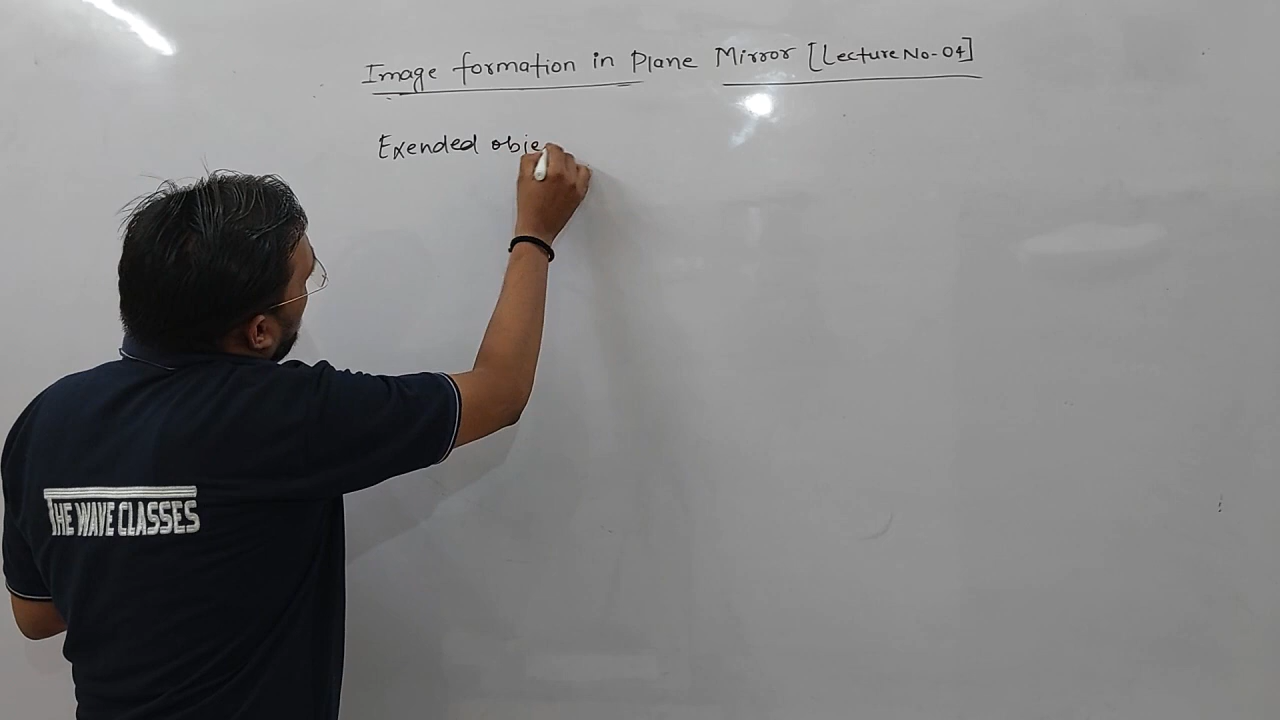 Image formation in Plane Mirror [Lecture No-04]
Exended obje
THE WAVE CLASSES